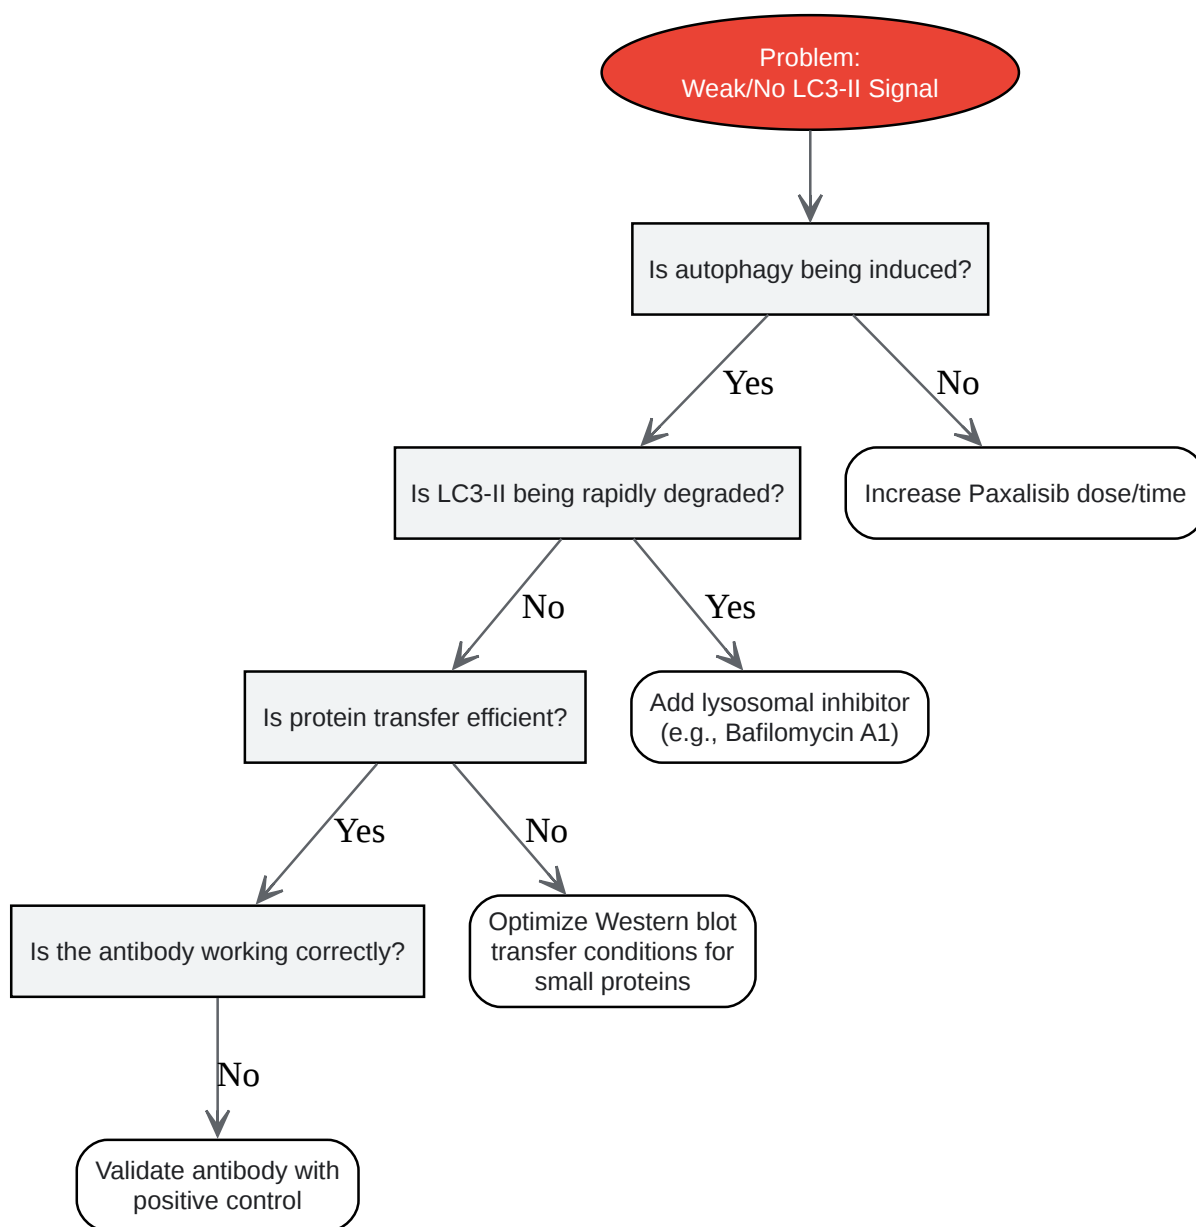 Problem:
Weak/No LC3-II Signal
Is autophagy being induced?
Yes
No
Is LC3-II being rapidly degraded?
Increase Paxalisib dose/time
No
Yes
Is protein transfer efficient?
Add lysosomal inhibitor
(e.g., Bafilomycin A1)
Yes
No
Is the antibody working correctly?
Optimize Western blot
transfer conditions for
small proteins
No
Validate antibody with
positive control